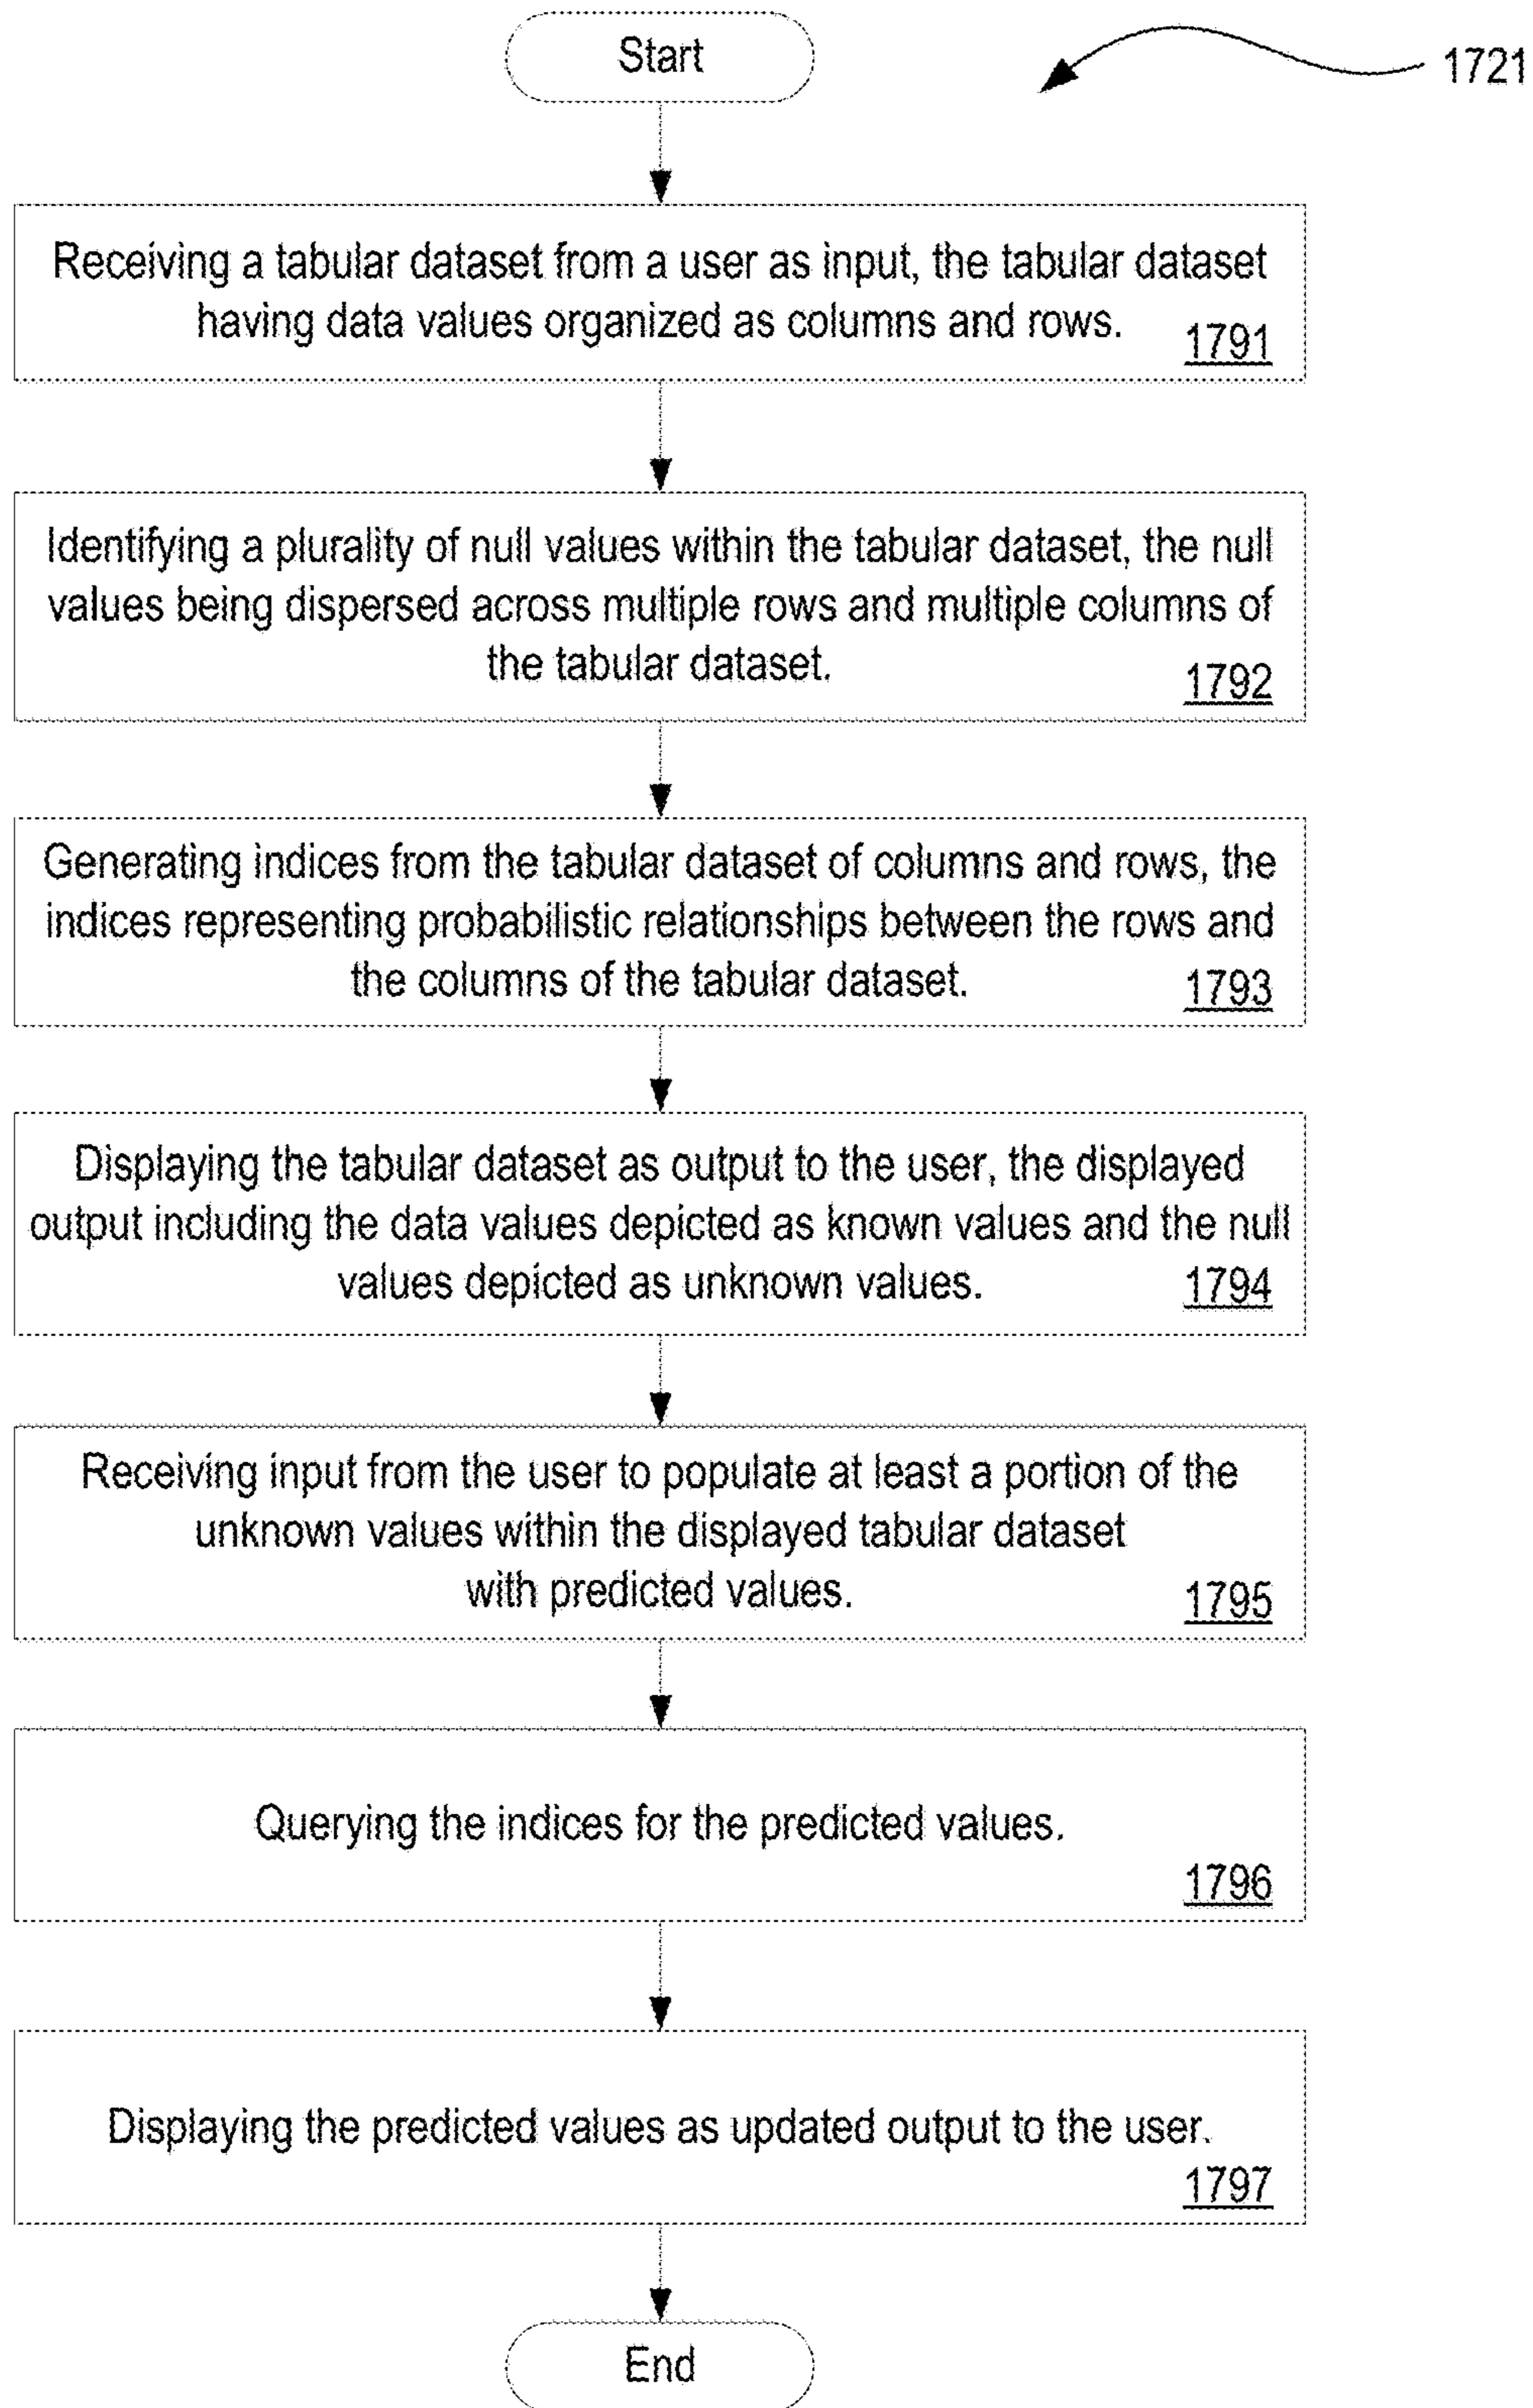 Start
1721
Receiving a tabular dataset from a user as input, the tabular dataset
having data values organized as columns and rows.
1791
Identifying a plurality of null values within the tabular dataset, the null
values being dispersed across multiple rows and multiple columns of
the tabular dataset.
1792
Generating indices from the tabular dataset of columns and rows, the
indices representing probabilistic relationships between the rows and
the columns of the tabular dataset.
1793
Displaying the tabular dataset as output to the user, the displayed
output including the data values depicted as known values and the null
values depicted as unknown values.
1794
Receiving input from the user to populate at least a portion of the
unknown values within the displayed tabular dataset
with predicted values.
1795
Querying the indices for the predicted values.
1796
Displaying the predicted values as updated output to the user.
1797
End